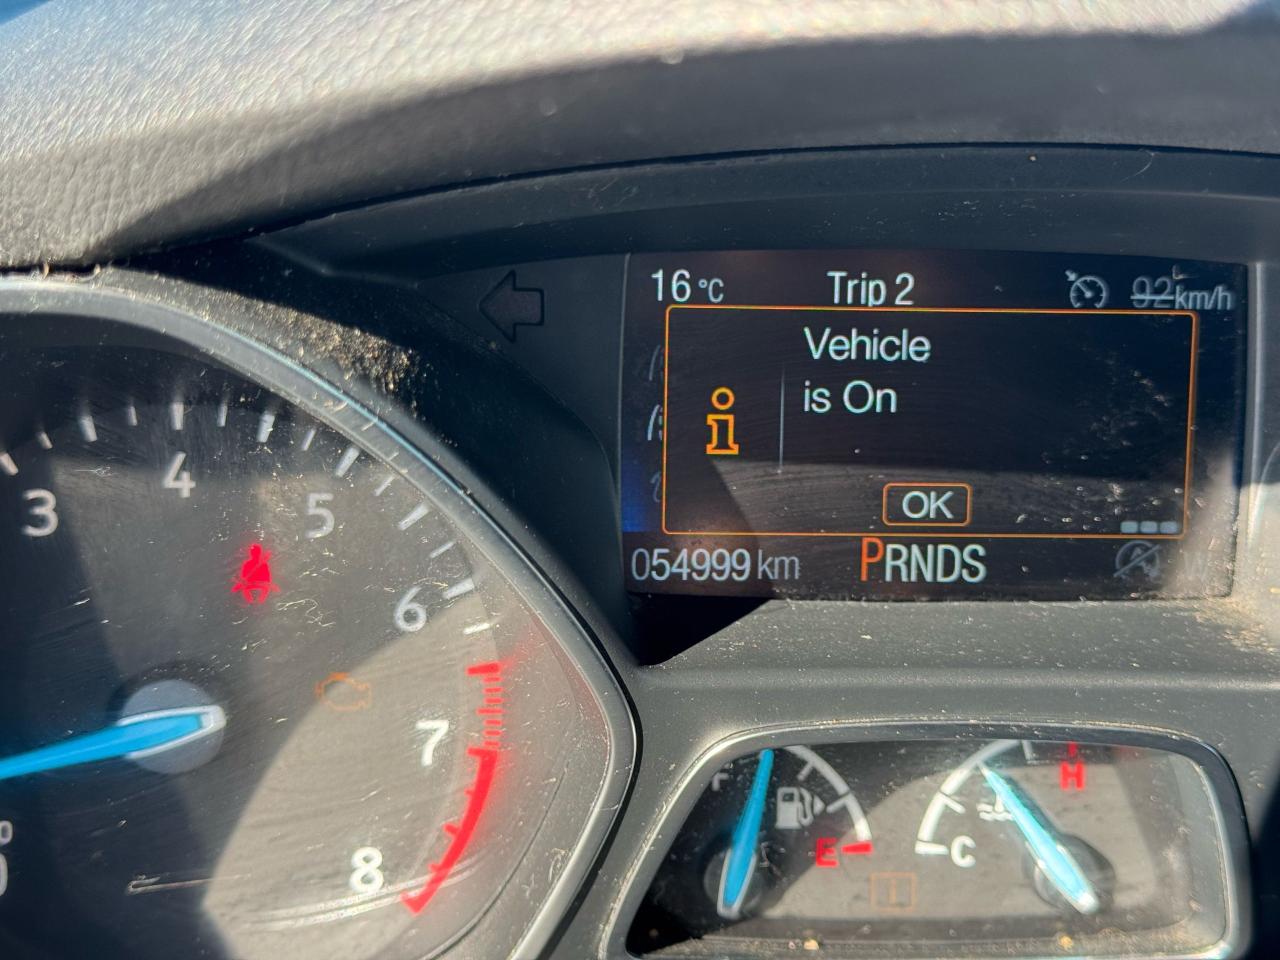 16 °C Trip 2 92 km/h
Vehicle
is On
OK
054999 km PRNDS
3 4 5 6 7 8
F E
C H